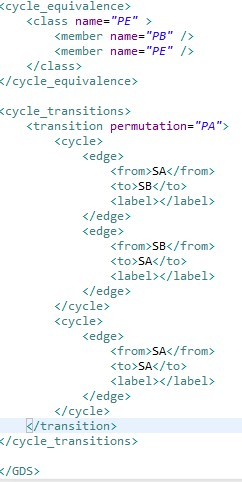 <cycle_equivalence>
<class name="PE" >
<member name="PB" />
<member name="PE" />
</class>
</cycle_equivalence>
<cycle_transitions>
<transition permutation="PA">
<cycle>
<edge>
<from>SA</from>
<to>SB</to>
<label></label>
</edge>
<edge>
<from>SB</from>
<to>SA</to>
<label></label>
</edge>
</cycle>
<cycle>
<edge>
<from>SA</from>
<to>SA</to>
<label></label>
</edge>
</cycle>
</transition>
</cycle_transitions>
</GDS>